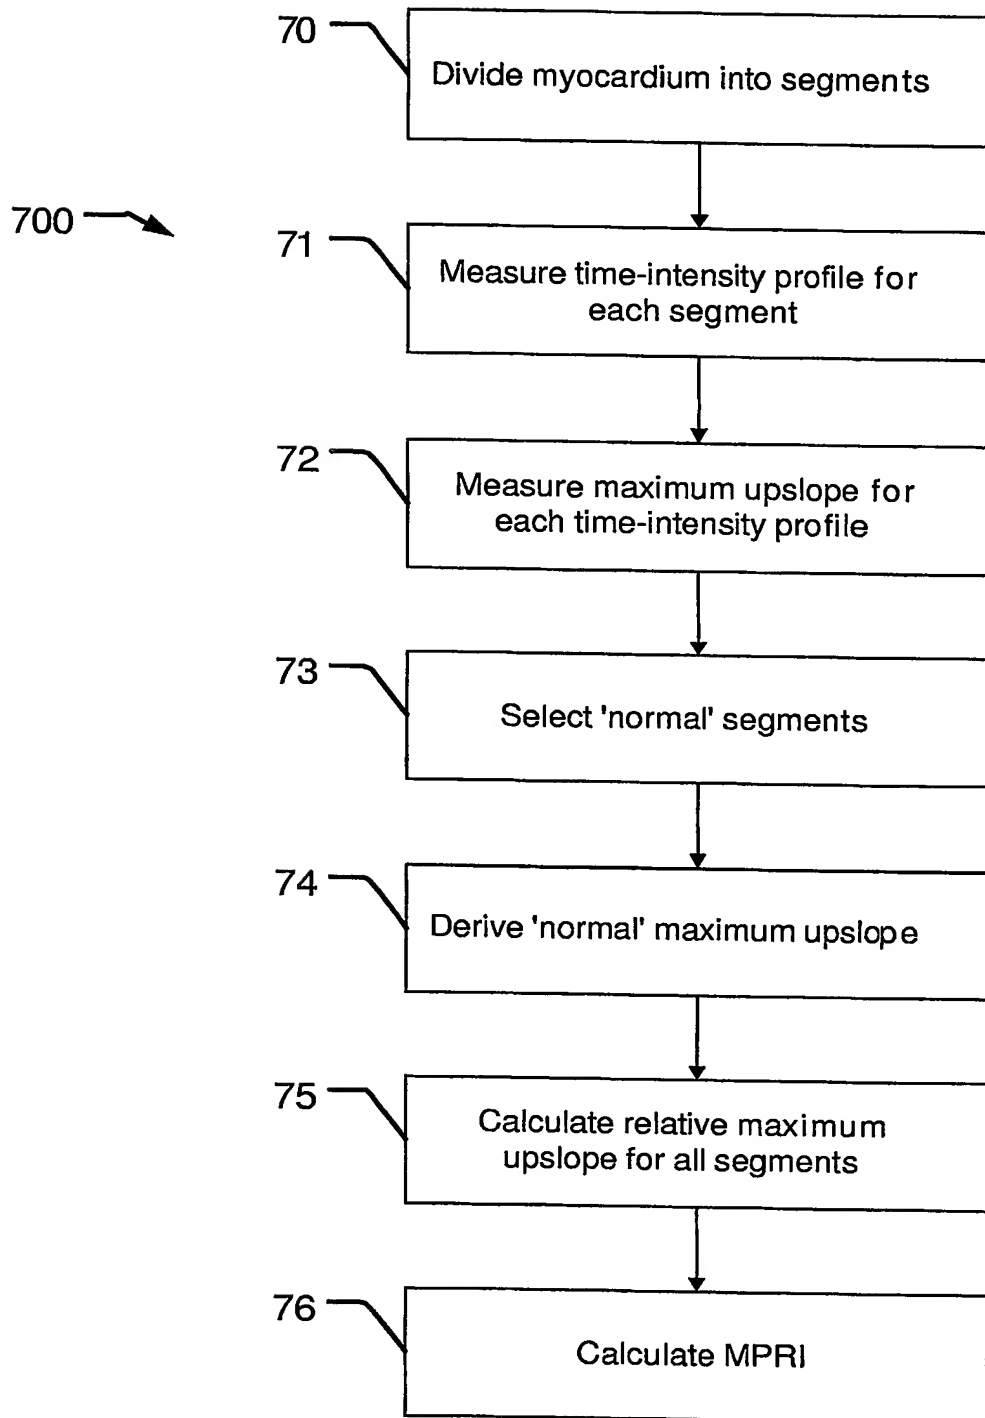 70
Divide myocardium into segments
700
71
Measure time-intensity profile for
each segment
72
Measure maximum upslope for
each time-intensity profile
73
Select 'normal' segments
74
Derive 'normal' maximum upslope
75
Calculate relative maximum
upslope for all segments
76
Calculate MPRI